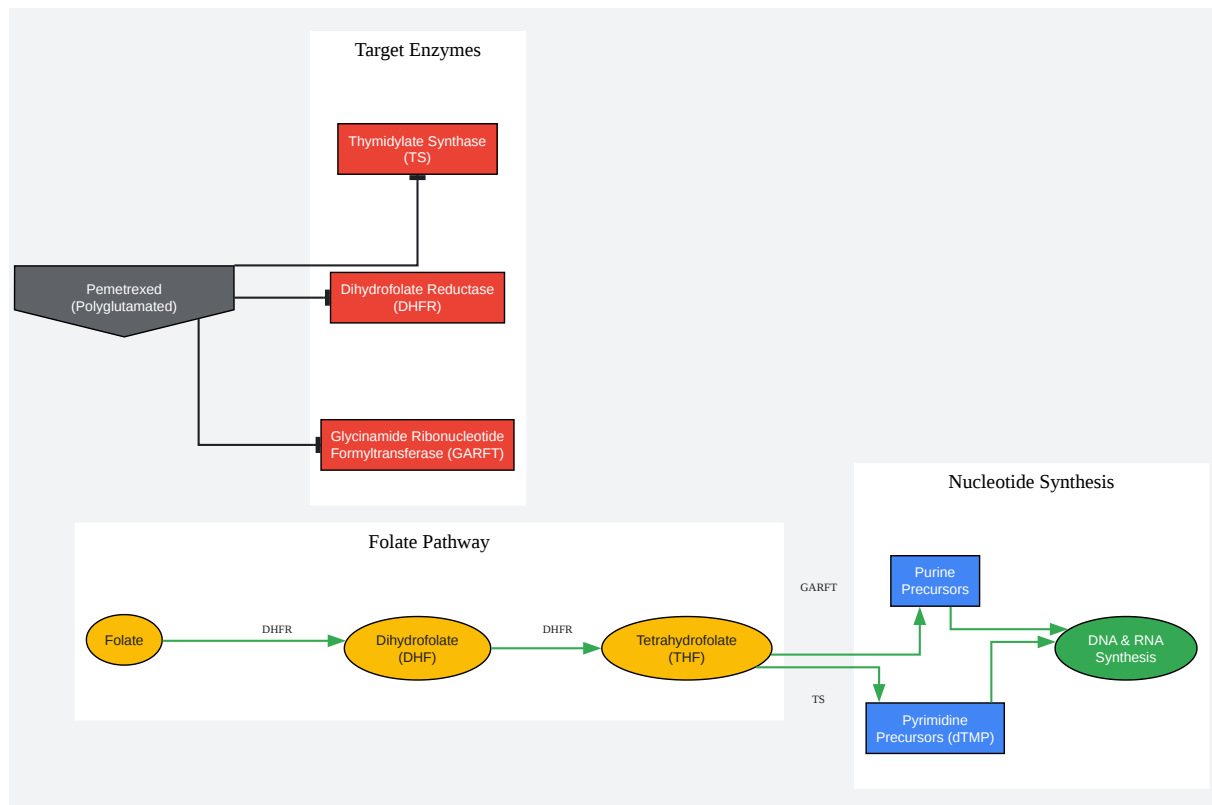 Target Enzymes
Thymidylate Synthase
(TS)
Pemetrexed
(Polyglutamated)
Dihydrofolate Reductase
(DHFR)
Glycinamide Ribonucleotide
Formyltransferase (GARFT)
Folate Pathway
Folate
DHFR
Dihydrofolate
(DHF)
DHFR
Tetrahydrofolate
(THF)
GARFT
TS
Nucleotide Synthesis
Purine
Precursors
Pyrimidine
Precursors (dTMP)
DNA & RNA
Synthesis